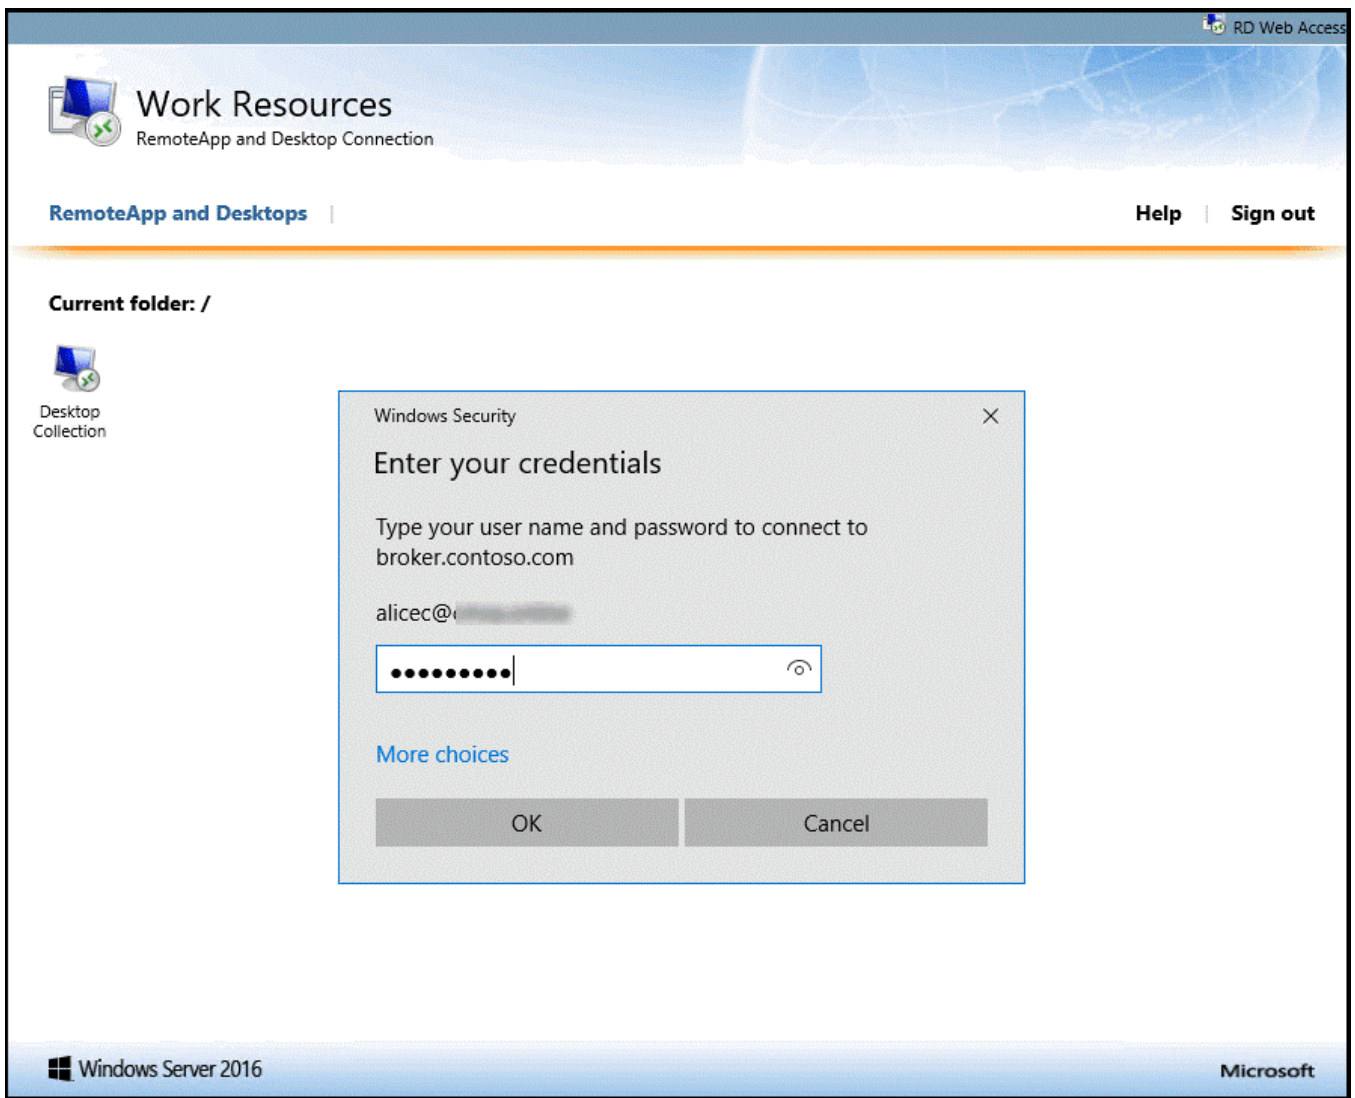 RD Web Access
Work Resources
RemoteApp and Desktop Connection
RemoteApp and Desktops
Help
Sign out
Current folder: /
Desktop
Collection
Windows Security
Enter your credentials
Type your user name and password to connect to
broker.contoso.com
alicec@
More choices
OK
Cancel
Windows Server 2016
Microsoft